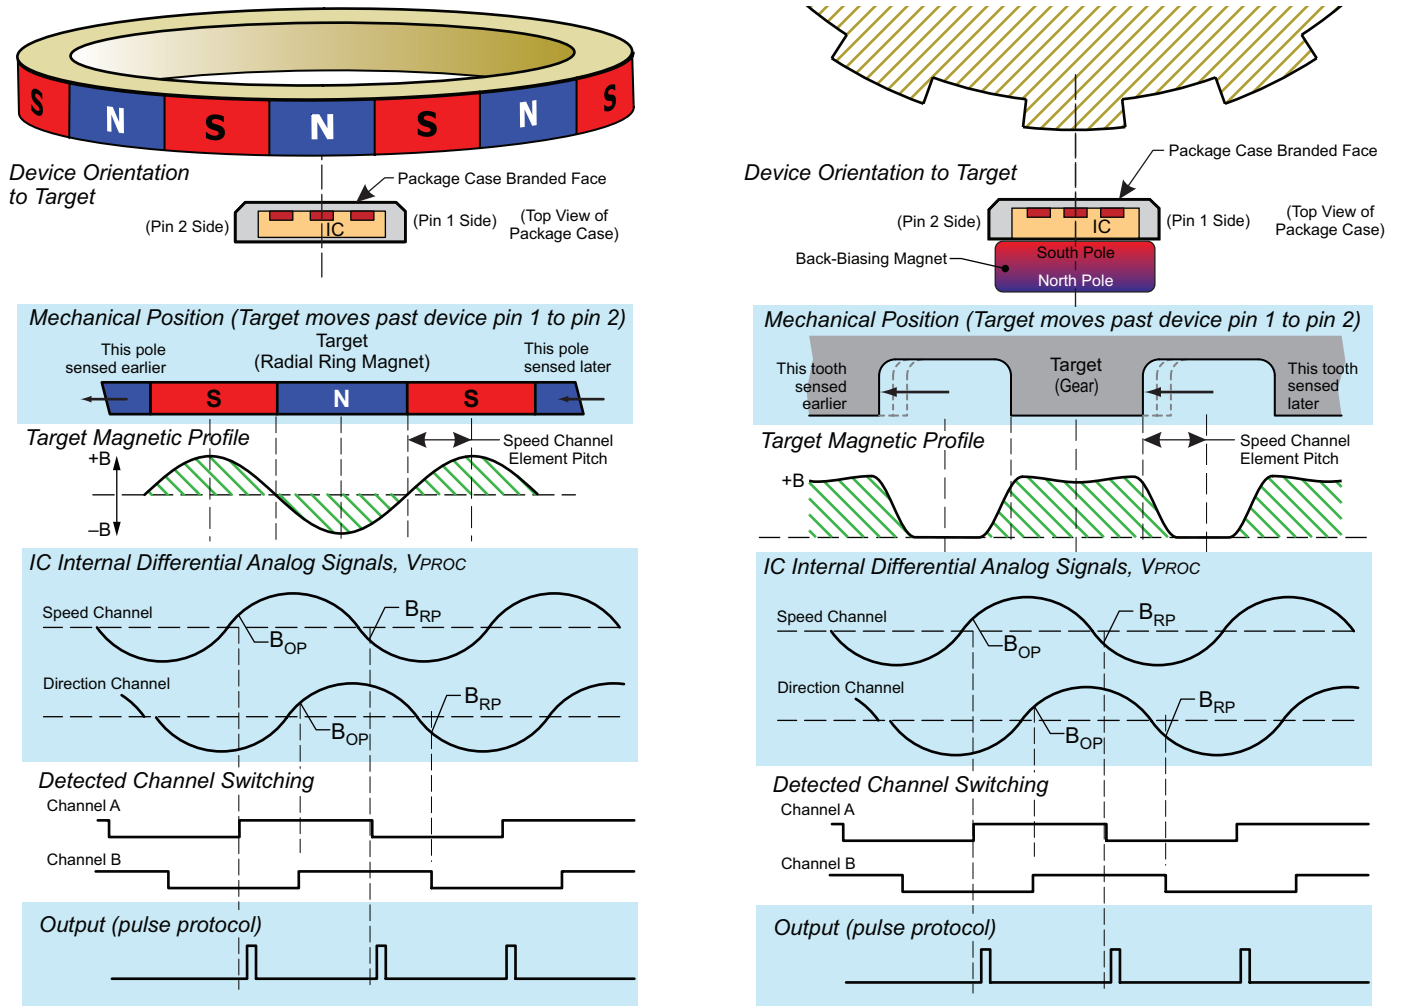 S N S N S N S
Device Orientation
to Target
Package Case Branded Face
(Pin 2 Side)
IC
(Pin 1 Side)
(Top View of
Package Case)
Mechanical Position (Target moves past device pin 1 to pin 2)
Target
(Radial Ring Magnet)
This pole
sensed earlier
This pole
sensed later
S N S
Target Magnetic Profile
Speed Channel
Element Pitch
+B
–B
IC Internal Differential Analog Signals, VPROC
Speed Channel
BOP
BRP
Direction Channel
BOP
BRP
Detected Channel Switching
Channel A
Channel B
Output (pulse protocol)
Device Orientation to Target
Package Case Branded Face
(Pin 2 Side)
IC
(Pin 1 Side)
(Top View of
Package Case)
Back-Biasing Magnet
South Pole
North Pole
Mechanical Position (Target moves past device pin 1 to pin 2)
This tooth
sensed
earlier
Target
(Gear)
This tooth
sensed
later
Target Magnetic Profile
Speed Channel
Element Pitch
+B
IC Internal Differential Analog Signals, VPROC
Speed Channel
BOP
BRP
Direction Channel
BOP
BRP
Detected Channel Switching
Channel A
Channel B
Output (pulse protocol)